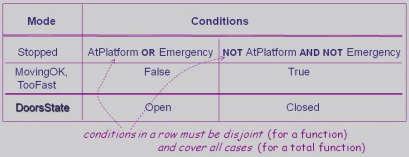 Mode Conditions
Stopped AtPlatform OR Emergency NOT AtPlatform AND NOT Emergency
MovingOK, False True
TooFast
DoorsState Open Closed
conditions in a row must be disjoint (for a function)
and cover all cases (for a total function)